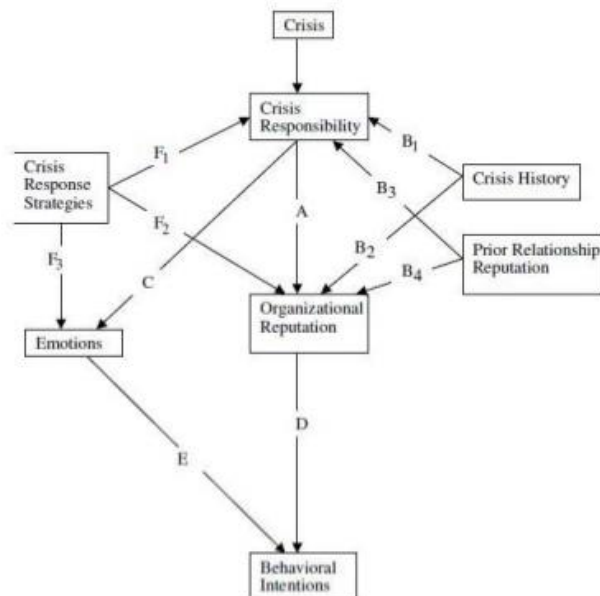 Crisis
Crisis
Responsibility
B1
F1
Crisis
Response
Strategies
Crisis History
B3
A
F2
B2
Prior Relationship
Reputation
F3
B4
C
Organizational
Reputation
Emotions
D
E
Behavioral
Intentions